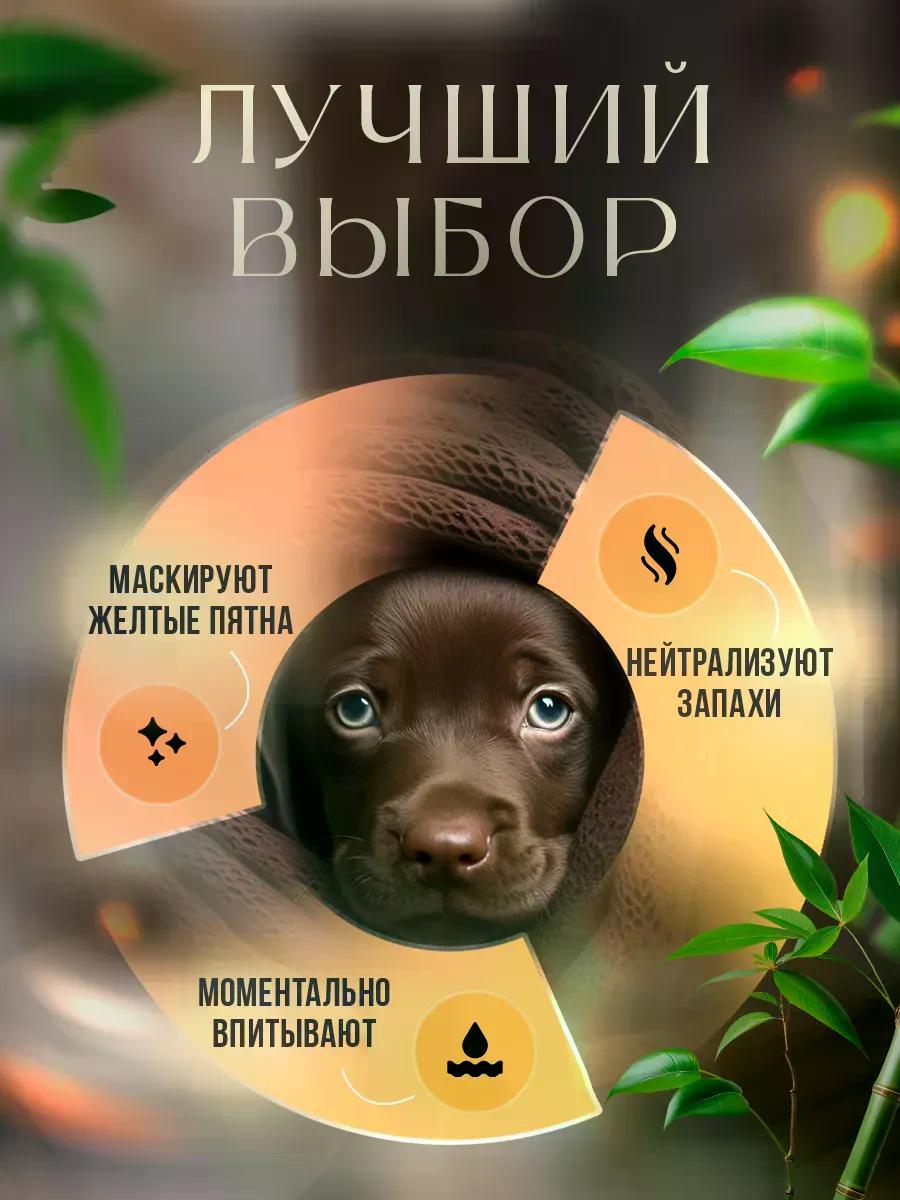 ЛУЧШИЙ
ВЫБОР
МАСКИРУЮТ
ЖЕЛТЫЕ ПЯТНА
НЕЙТРАЛИЗУЮТ
ЗАПАХИ
МОМЕНТАЛЬНО
ВПИТЫВАЮТ